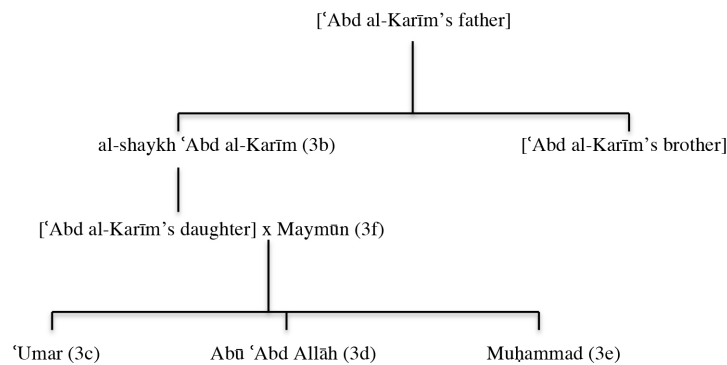 [ʿAbd al-Karīm’s father]
al-shaykh ʿAbd al-Karīm (3b) [ʿAbd al-Karīm’s brother]
[ʿAbd al-Karīm’s daughter] x Maymūn (3f)
ʿUmar (3c) Abū ʿAbd Allāh (3d) Muḥammad (3e)